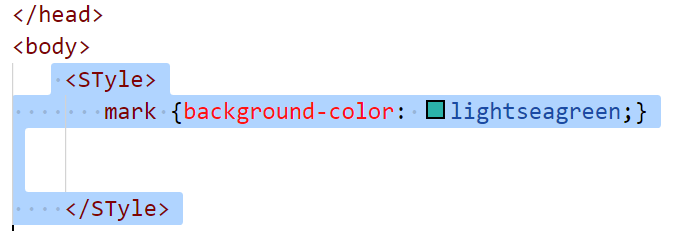 </head>
<body>
<STyle>
mark {background-color: lightseagreen;}
</STyle>